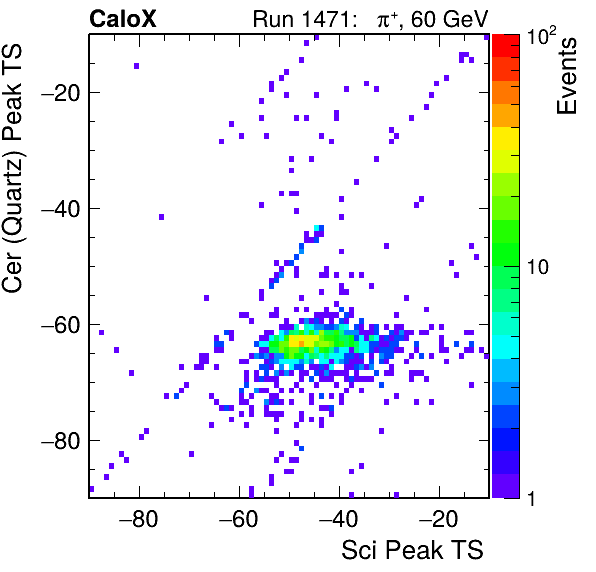 CaloX Run 1471: π⁺, 60 GeV
Cer (Quartz) Peak TS
−20
−40
−60
−80
−80 −60 −40 −20
Sci Peak TS
10²
10
1
Events